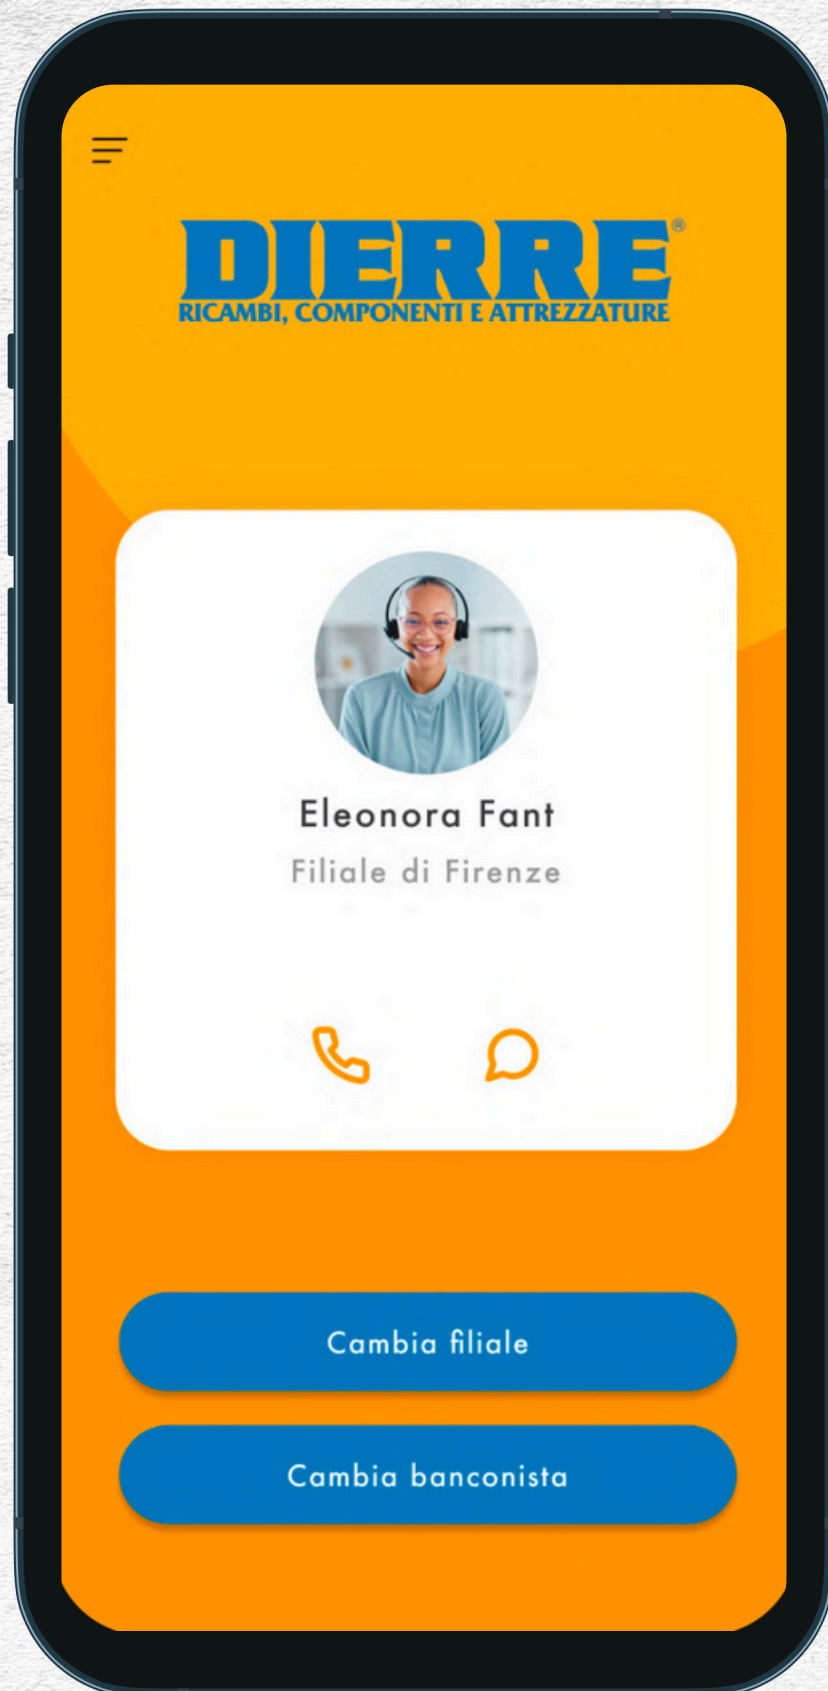 DIERRE®
RICAMBI, COMPONENTI E ATTREZZATURE
Eleonora Fant
Filiale di Firenze
Cambia filiale
Cambia banconista